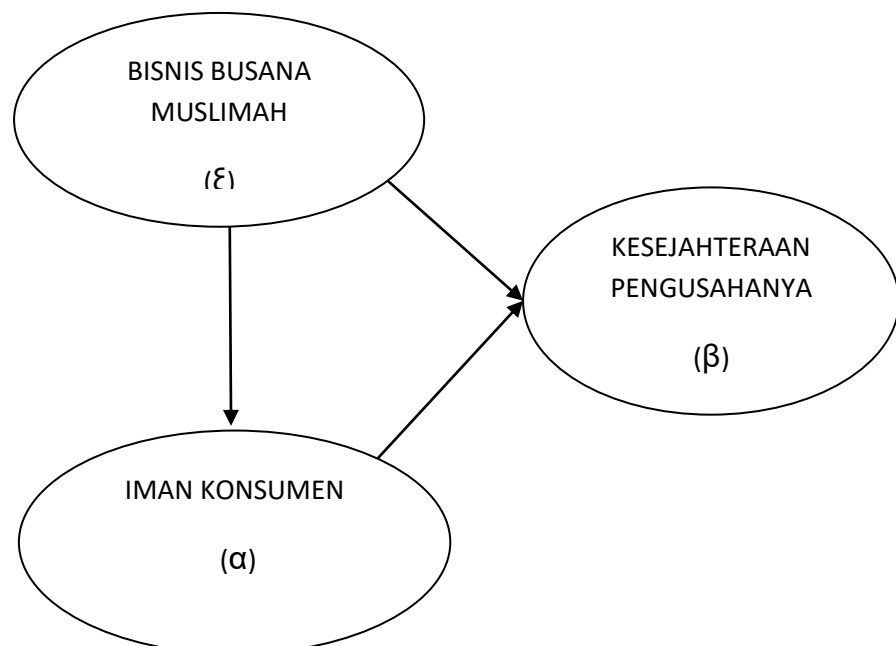 BISNIS BUSANA
MUSLIMAH
(ε)
KESEJAHTERAAN
PENGUSAHANYA
(β)
IMAN KONSUMEN
(α)